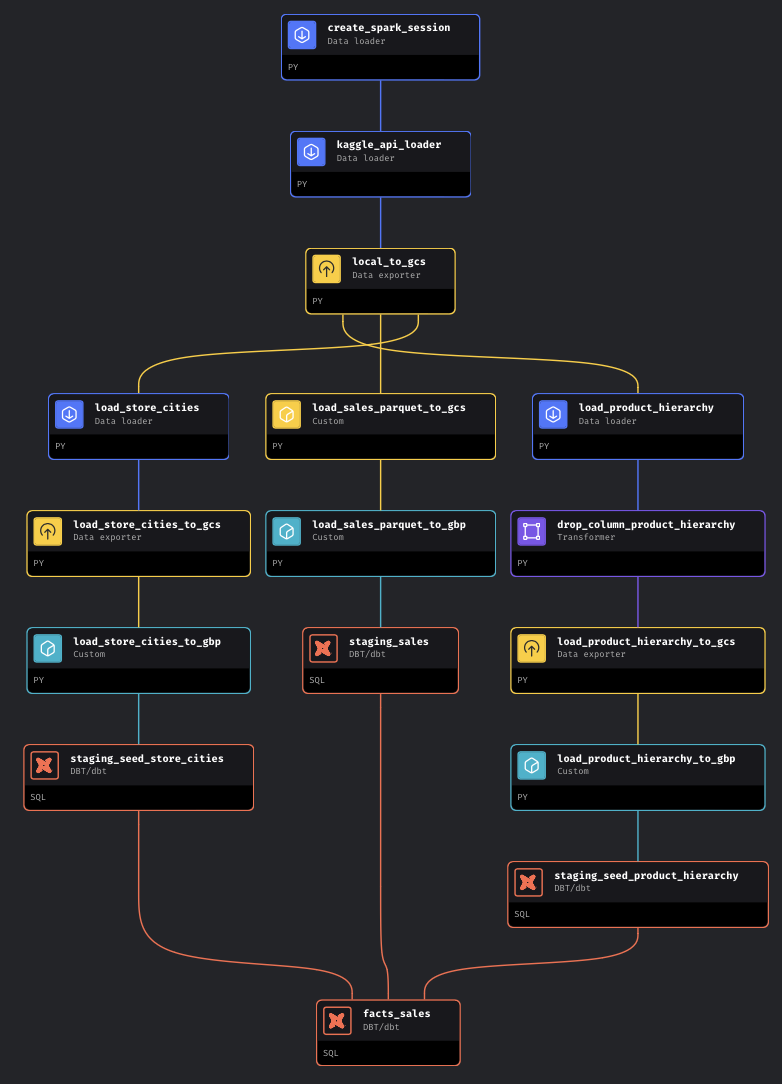 create_spark_session
Data loader
PY
kaggle_api_loader
Data loader
PY
local_to_gcs
Data exporter
PY
load_store_cities
Data loader
PY
load_sales_parquet_to_gcs
Custom
PY
load_product_hierarchy
Data loader
PY
load_store_cities_to_gcs
Data exporter
PY
load_sales_parquet_to_gbp
Custom
PY
drop_column_product_hierarchy
Transformer
PY
load_store_cities_to_gbp
Custom
PY
staging_sales
DBT/dbt
SQL
load_product_hierarchy_to_gcs
Data exporter
PY
staging_seed_store_cities
DBT/dbt
SQL
load_product_hierarchy_to_gbp
Custom
PY
staging_seed_product_hierarchy
DBT/dbt
SQL
facts_sales
DBT/dbt
SQL